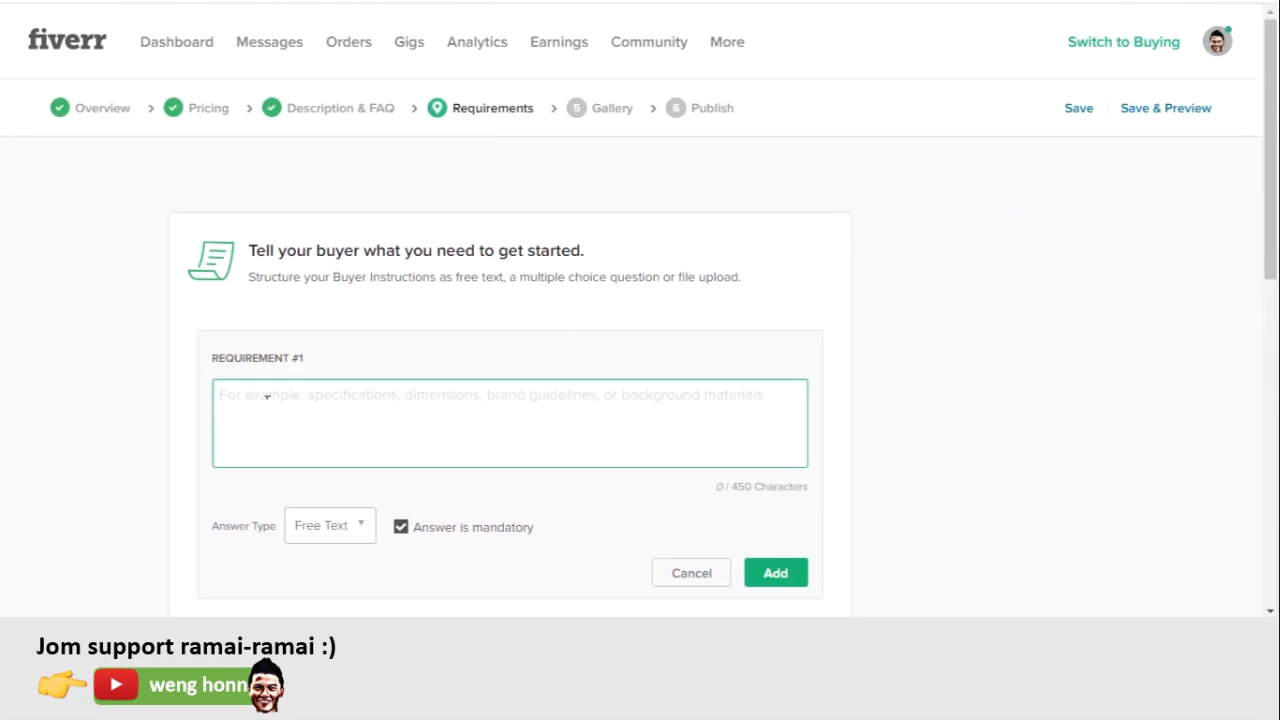 fiverr Dashboard Messages Orders Gigs Analytics Earnings Community More Switch to Buying
Overview Pricing Description & FAQ Requirements 5 Gallery 6 Publish Save Save & Preview
Tell your buyer what you need to get started.
Structure your Buyer Instructions as free text, a multiple choice question or file upload.
REQUIREMENT #1
For example: specifications, dimensions, brand guidelines, or background materials.
0 / 450 Characters
Answer Type Free Text Answer is mandatory
Cancel Add
Jom support ramai-ramai :)
weng honn